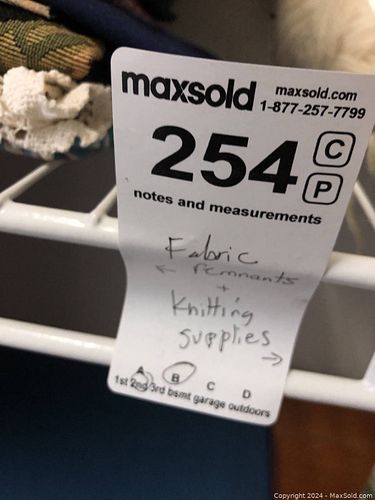 maxsold
maxsold.com
1-877-257-7799
254
C
P
notes and measurements
Fabric
← remnants
+
Knitting
supplies
→
A B C D
1st 2nd/3rd bsmt garage outdoors
Copyright 2024 - MaxSold.com